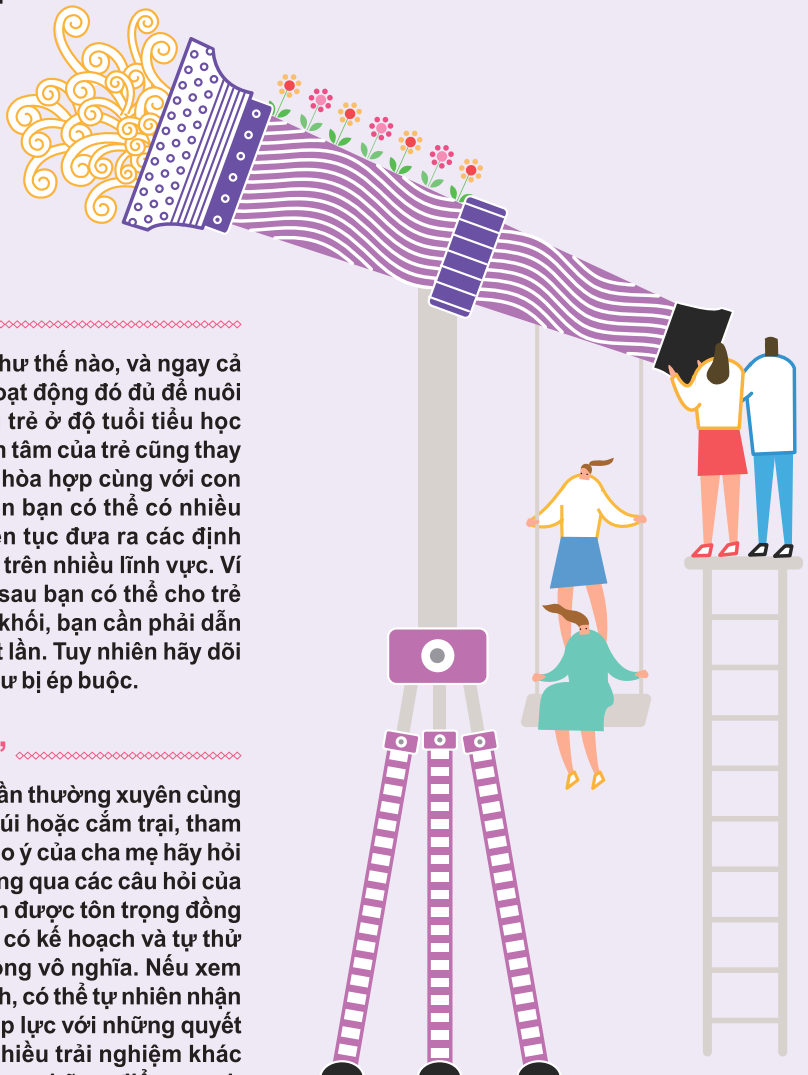 hư thế nào, và ngay cả
oạt động đó đủ để nuôi
trẻ ở độ tuổi tiểu học
tâm của trẻ cũng thay
hòa hợp cùng với con
bạn có thể có nhiều
tục đưa ra các định
trên nhiều lĩnh vực. Ví
sau bạn có thể cho trẻ
khối, bạn cần phải dẫn
lần. Tuy nhiên hãy dõi
ư bị ép buộc.
’
ần thường xuyên cùng
úi hoặc cắm trại, tham
o ý của cha mẹ hãy hỏi
ng qua các câu hỏi của
được tôn trọng đồng
có kế hoạch và tự thử
ộng vô nghĩa. Nếu xem
h, có thể tự nhiên nhận
p lực với những quyết
hiều trải nghiệm khác